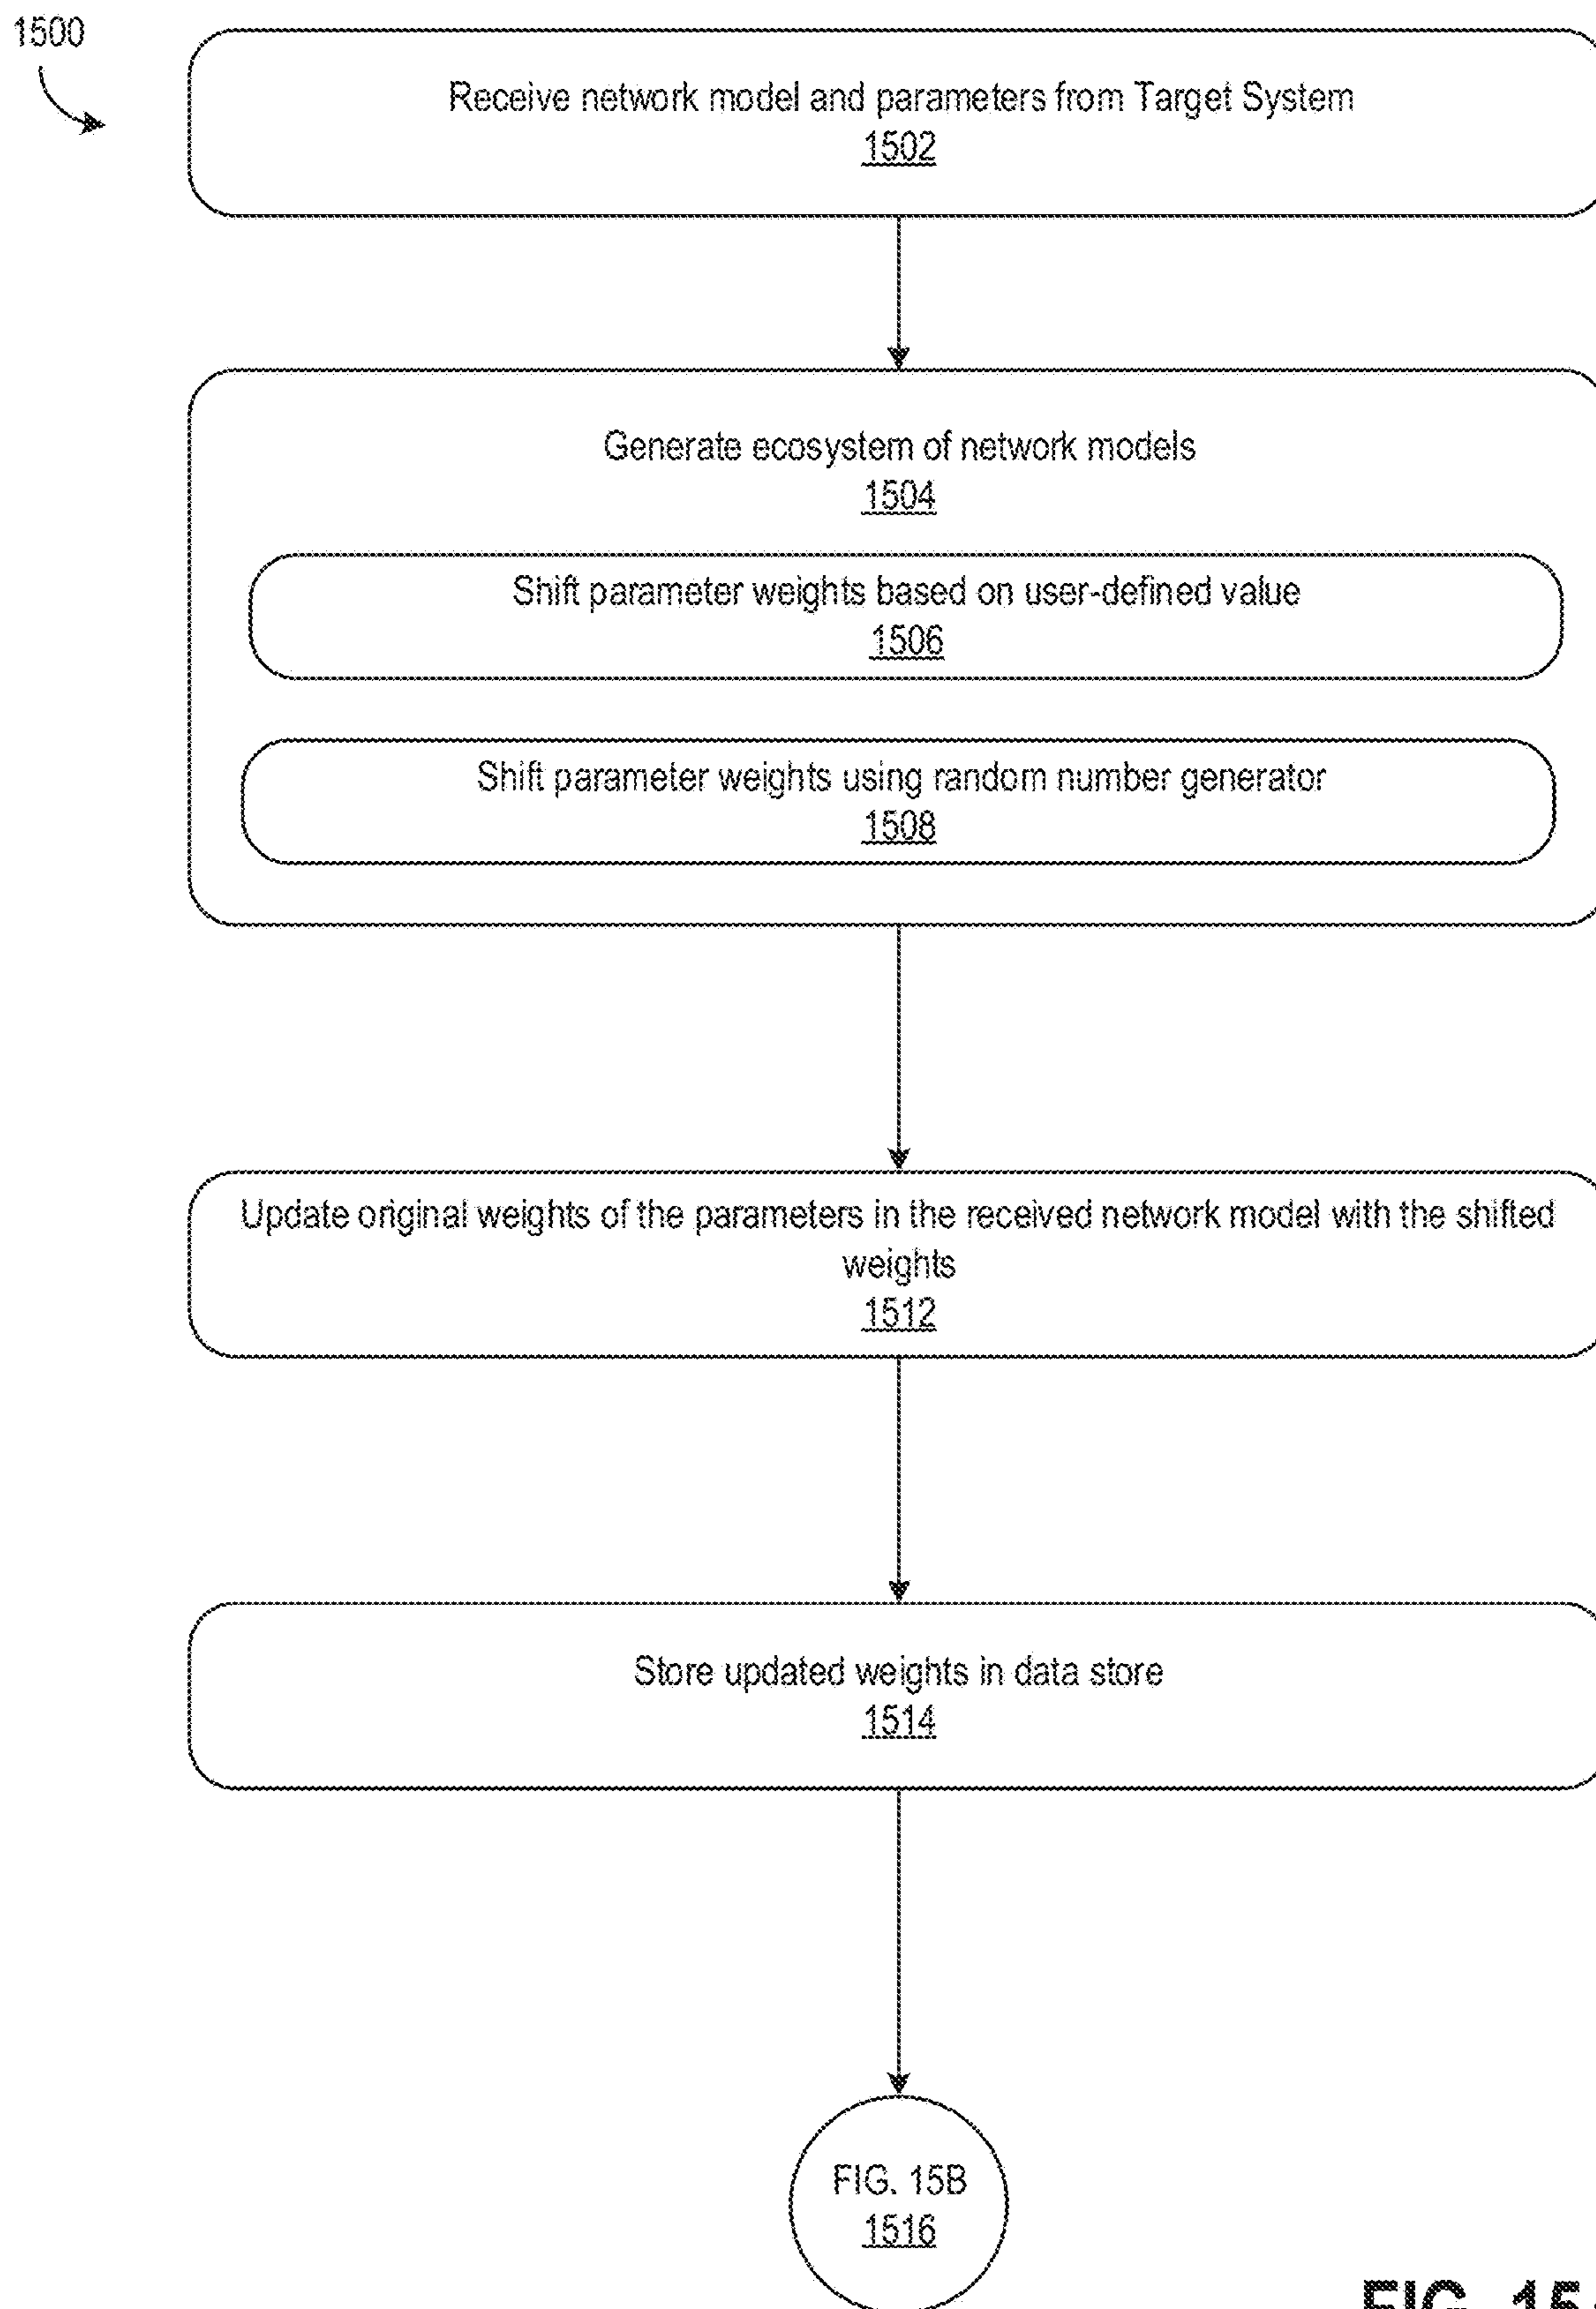 1500
Receive network model and parameters from Target System
1502
Generate ecosystem of network models
1504
Shift parameter weights based on user-defined value
1506
Shift parameter weights using random number generator
1508
Update original weights of the parameters in the received network model with the shifted
weights
1512
Store updated weights in data store
1514
FIG. 15B
1516
FIG. 15